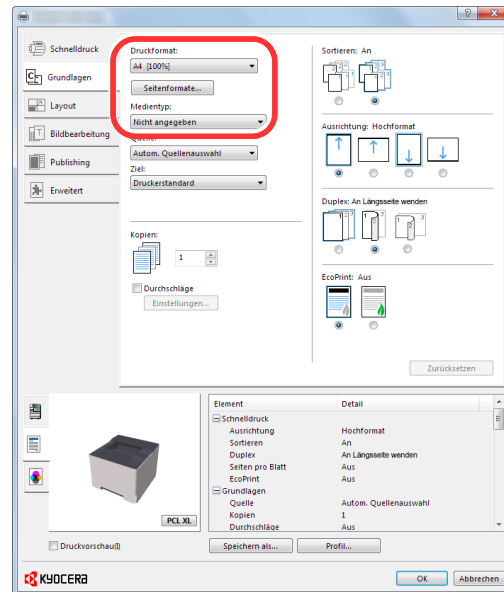 Schnelldruck
Grundlagen
Layout
Bildbearbeitung
Publishing
Erweitert
Druckformat:
A4 [100%]
Seitenformate...
Medientyp:
Nicht angegeben
Autom. Quellenauswahl
Ziel:
Druckerstandard
Kopien:
1
Durchschläge
Einstellungen...
Sortieren: An
Ausrichtung: Hochformat
Duplex: An Längsseite wenden
EcoPrint: Aus
Zurücksetzen
Element Detail
Schnelldruck
Ausrichtung Hochformat
Sortieren An
Duplex An Längsseite wenden
Seiten pro Blatt Aus
EcoPrint Aus
Grundlagen
Quelle Autom. Quellenauswahl
Kopien 1
Durchschläge Aus
PCL XL
Druckvorschau(I)
Speichern als... Profil...
KYOCERA
OK Abbrechen